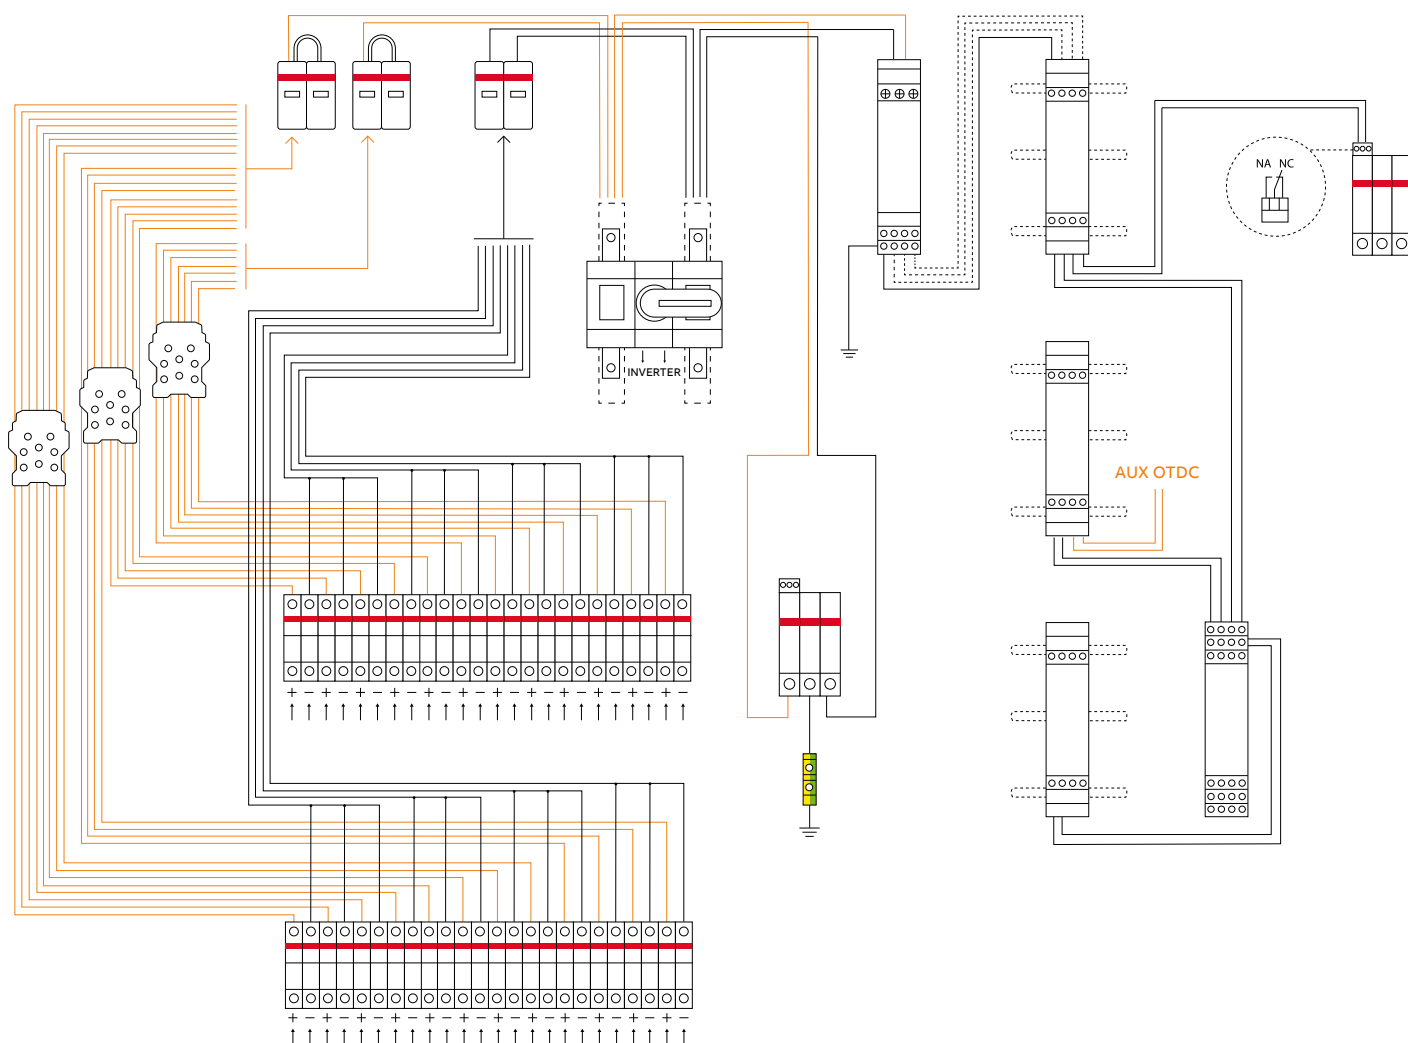 NA NC
INVERTER
AUX OTDC
+ − + − + − + − + − + − + − + − + − + − + − + −
+ − + − + − + − + − + − + − + − + − + − + − + −